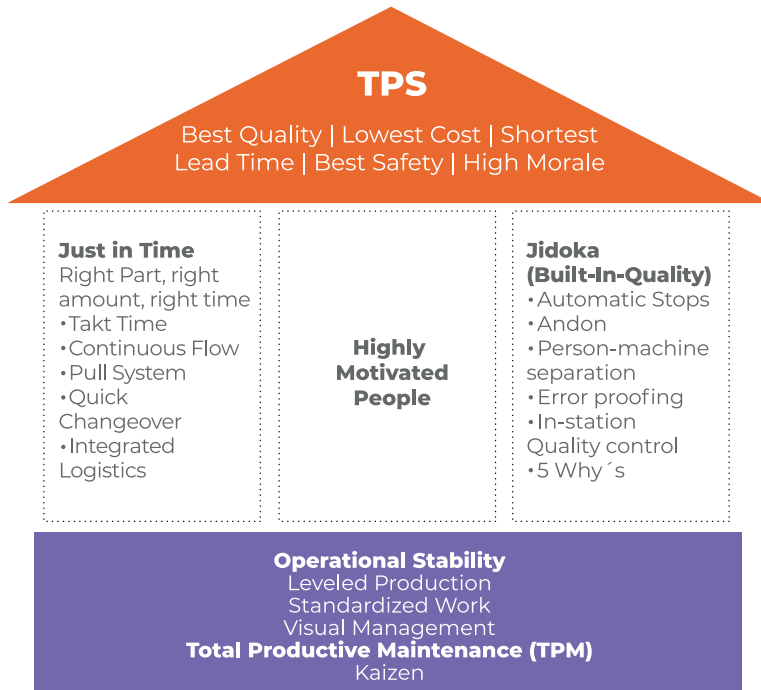 TPS
Best Quality | Lowest Cost | Shortest
Lead Time | Best Safety | High Morale
Just in Time
Right Part, right
amount, right time
•Takt Time
•Continuous Flow
•Pull System
•Quick
Changeover
•Integrated
Logistics
Highly
Motivated
People
Jidoka
(Built-In-Quality)
•Automatic Stops
•Andon
•Person-machine
separation
•Error proofing
•In-station
Quality control
•5 Why´s
Operational Stability
Leveled Production
Standardized Work
Visual Management
Total Productive Maintenance (TPM)
Kaizen